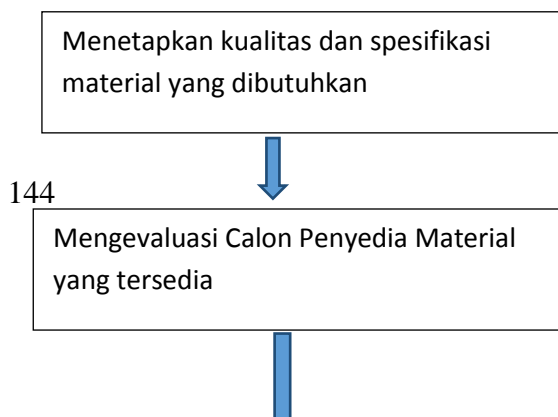 Menetapkan kualitas dan spesifikasi
material yang dibutuhkan
144
Mengevaluasi Calon Penyedia Material
yang tersedia